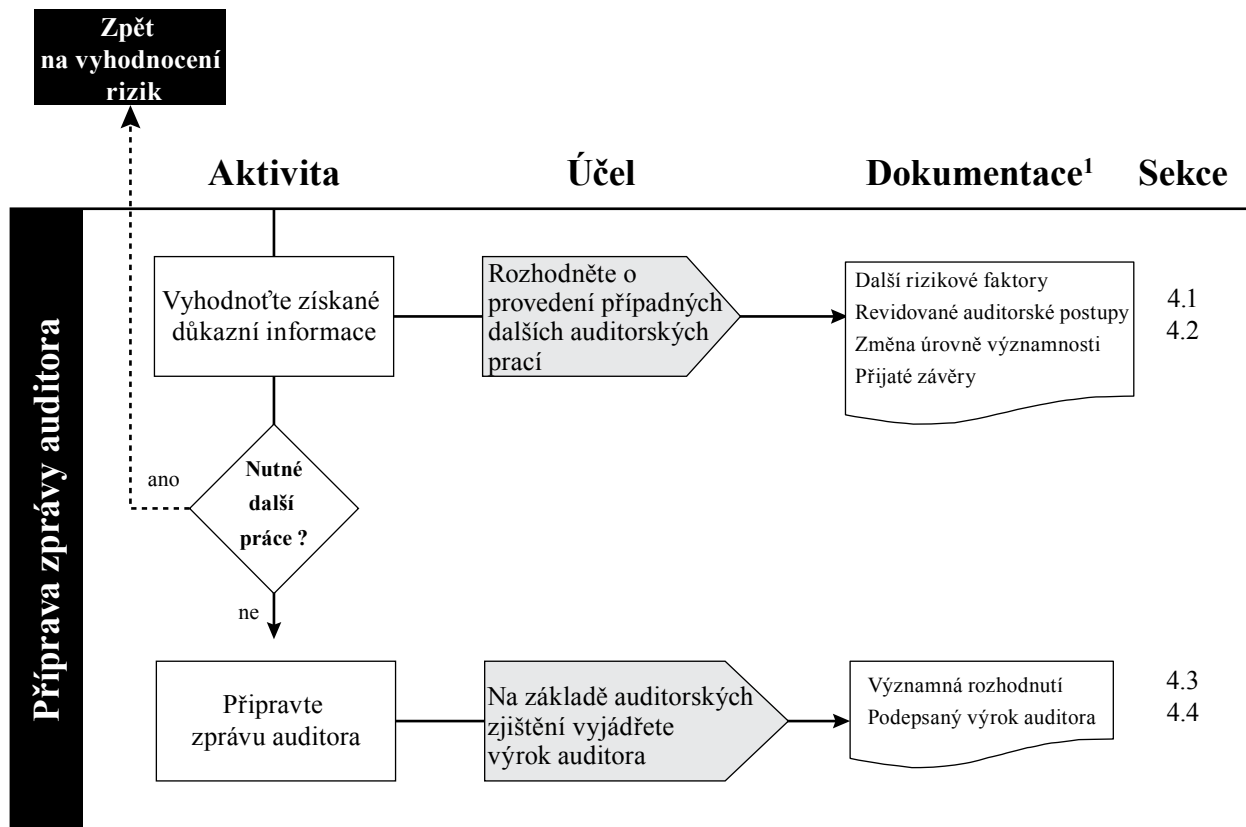 Zpět
na vyhodnocení
rizik
Aktivita
Účel
Dokumentace¹
Sekce
Příprava zprávy auditora
Vyhodnoťte získané
důkazní informace
Rozhodněte o
provedení případných
dalších auditorských
prací
Další rizikové faktory
Revidované auditorské postupy
Změna úrovně významnosti
Přijaté závěry
4.1
4.2
ano
Nutné
další
práce ?
ne
Připravte
zprávu auditora
Na základě auditorských
zjištění vyjádřete
výrok auditora
Významná rozhodnutí
Podepsaný výrok auditora
4.3
4.4